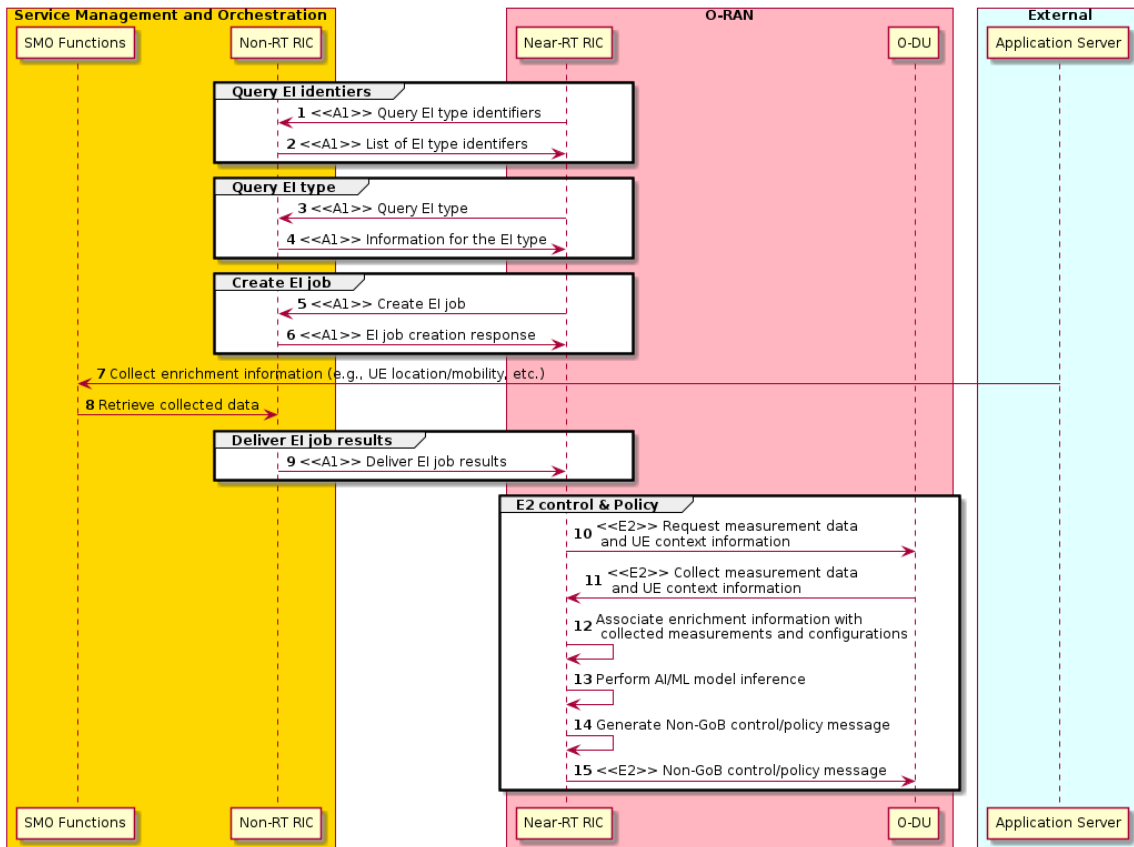 Service Management and Orchestration
O-RAN
External
SMO Functions
Non-RT RIC
Near-RT RIC
O-DU
Application Server
Query EI identiers
1 <<A1>> Query EI type identifiers
2 <<A1>> List of EI type identifers
Query EI type
3 <<A1>> Query EI type
4 <<A1>> Information for the EI type
Create EI job
5 <<A1>> Create EI job
6 <<A1>> EI job creation response
7 Collect enrichment information (e.g., UE location/mobility, etc.)
8 Retrieve collected data
Deliver EI job results
9 <<A1>> Deliver EI job results
E2 control & Policy
10 <<E2>> Request measurement data
and UE context information
11 <<E2>> Collect measurement data
and UE context information
12 Associate enrichment information with
collected measurements and configurations
13 Perform AI/ML model inference
14 Generate Non-GoB control/policy message
15 <<E2>> Non-GoB control/policy message
SMO Functions
Non-RT RIC
Near-RT RIC
O-DU
Application Server